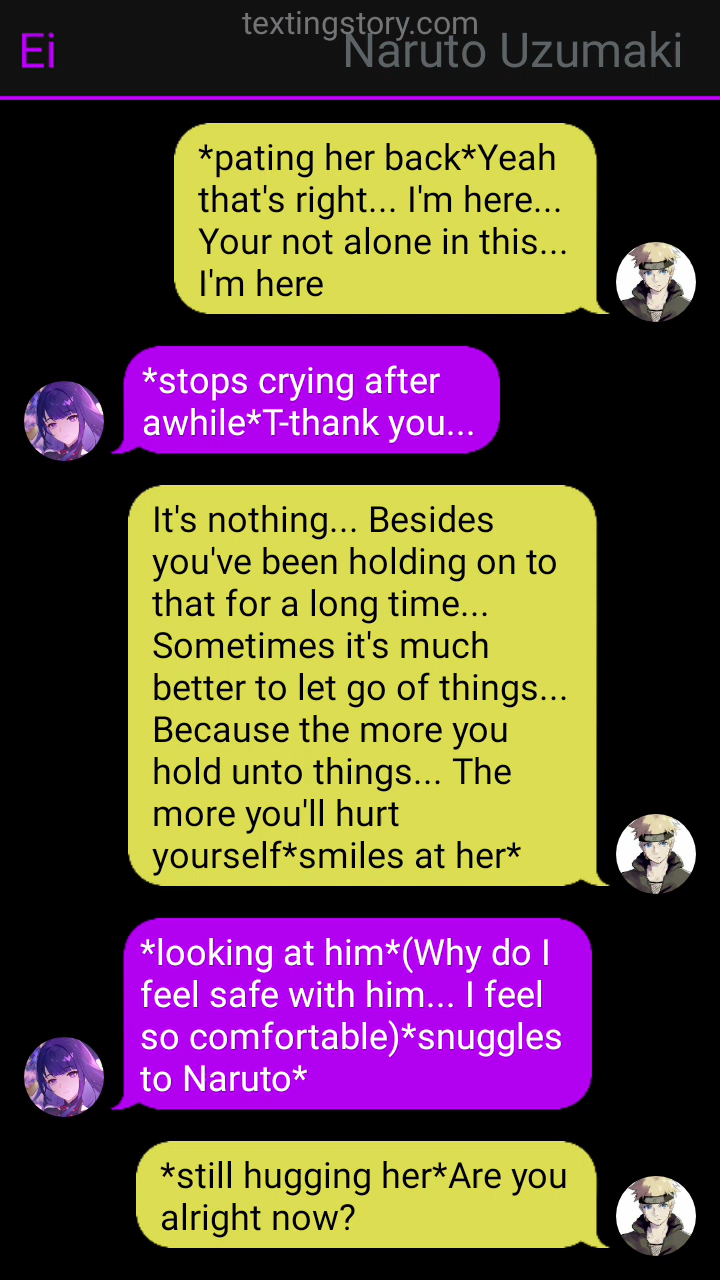 textingstory.com
Ei
Naruto Uzumaki
*pating her back*Yeah
that's right... I'm here...
Your not alone in this...
I'm here
*stops crying after
awhile*T-thank you...
It's nothing... Besides
you've been holding on to
that for a long time...
Sometimes it's much
better to let go of things...
Because the more you
hold unto things... The
more you'll hurt
yourself*smiles at her*
*looking at him*(Why do I
feel safe with him... I feel
so comfortable)*snuggles
to Naruto*
*still hugging her*Are you
alright now?